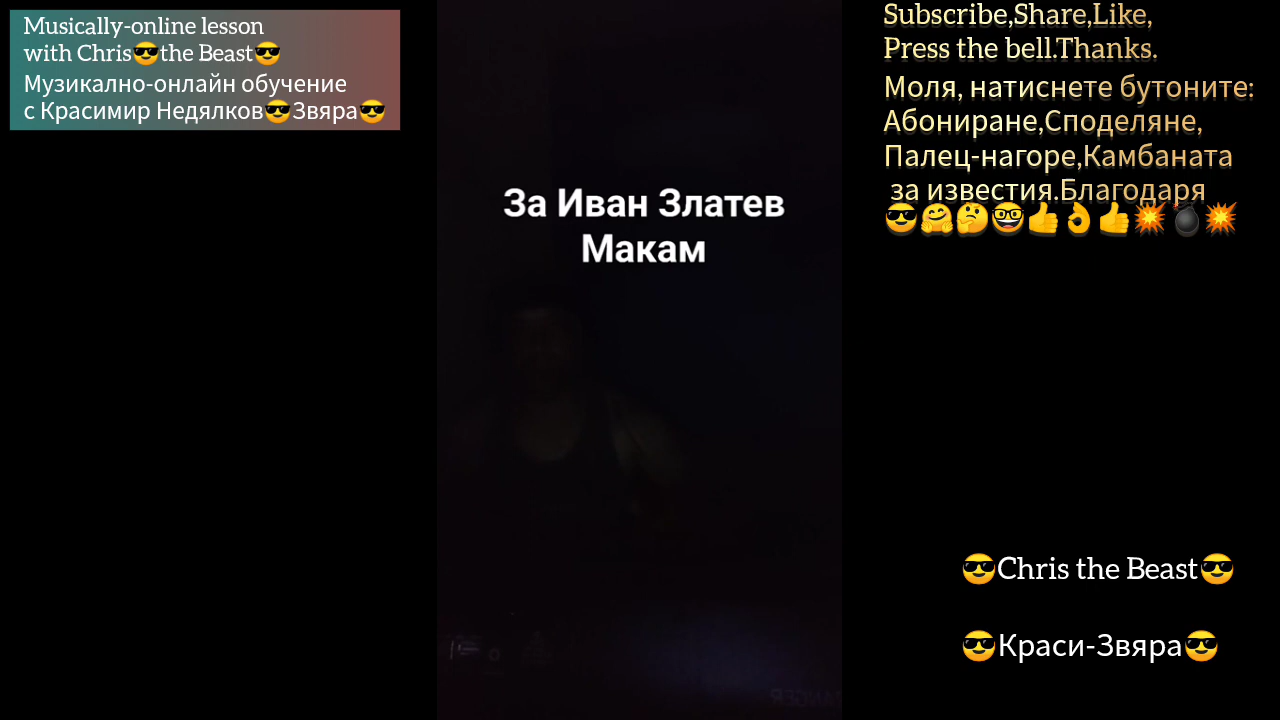 Musically-online lesson
with Chris😎the Beast😎
Музикално-онлайн обучение
с Красимир Недялков😎Звяра😎
За Иван Златев
Макам
Subscribe,Share,Like,
Press the bell.Thanks.
Моля, натиснете бутоните:
Абониране,Споделяне,
Палец-нагоре,Камбаната
за известия.Благодаря
😎🤗🤔🤓👍👌👍💥💣💥
😎Chris the Beast😎
😎Краси-Звяра😎